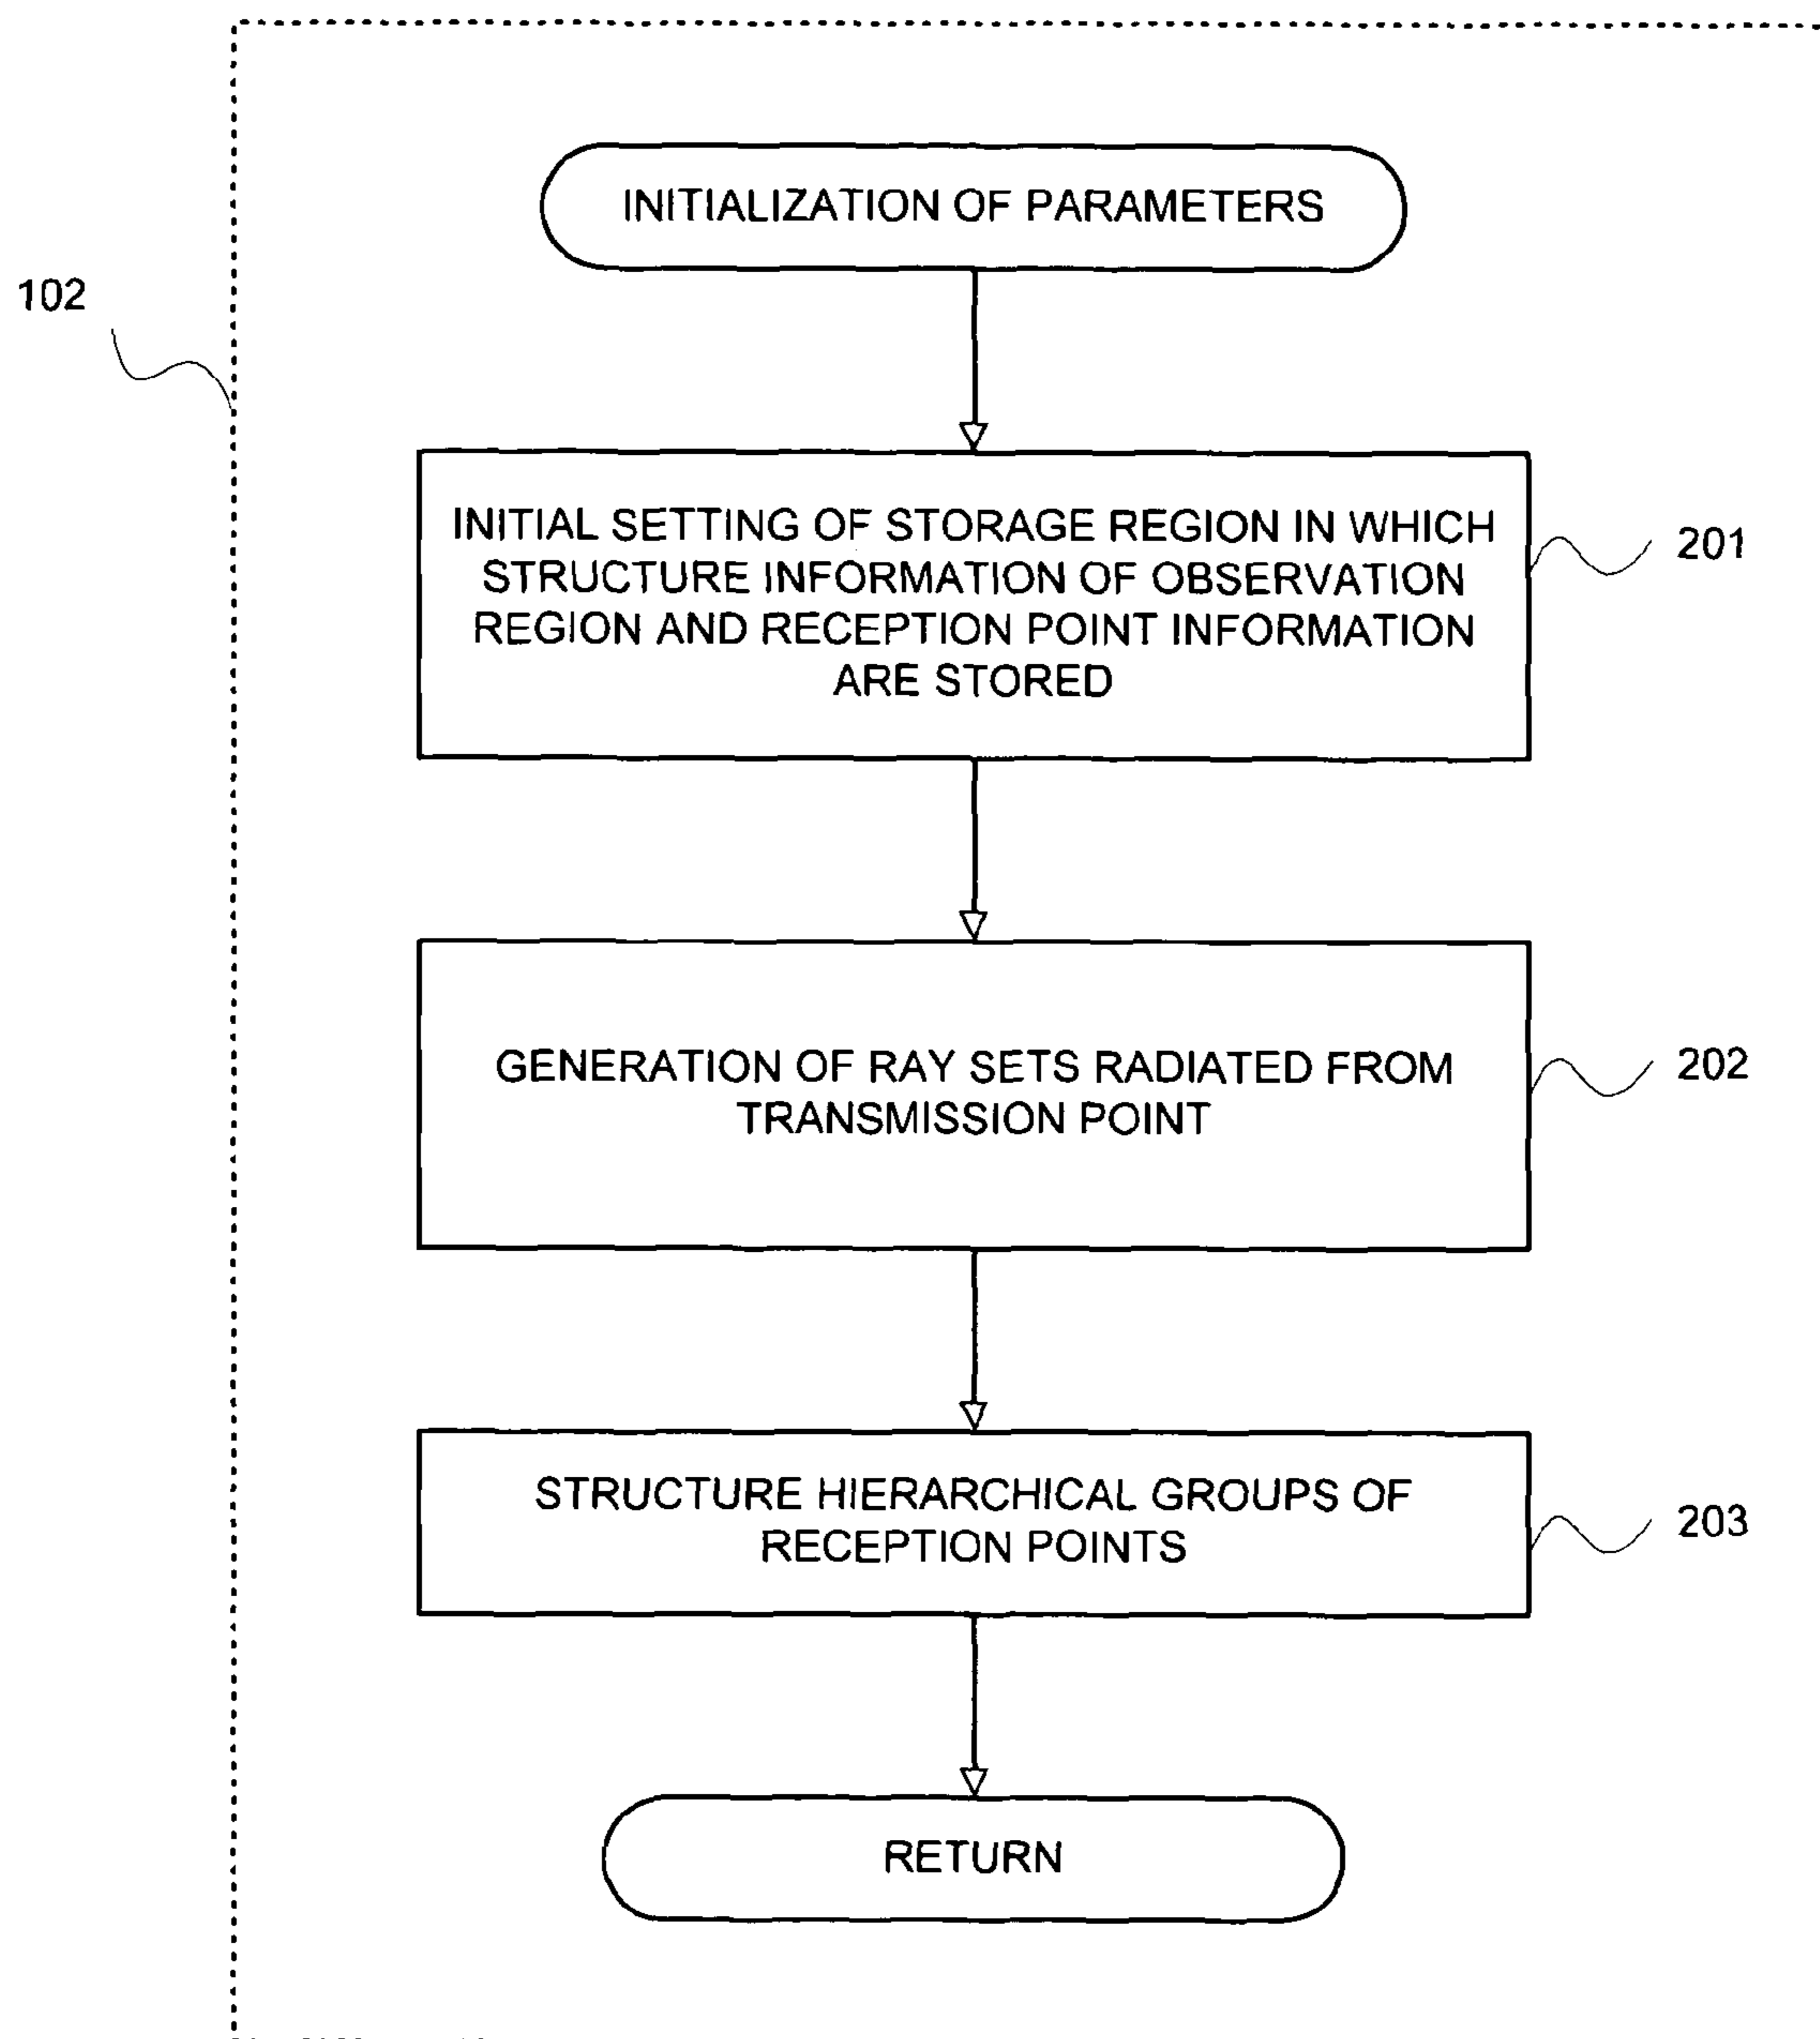 INITIALIZATION OF PARAMETERS
102
INITIAL SETTING OF STORAGE REGION IN WHICH
STRUCTURE INFORMATION OF OBSERVATION
REGION AND RECEPTION POINT INFORMATION
ARE STORED
201
GENERATION OF RAY SETS RADIATED FROM
TRANSMISSION POINT
202
STRUCTURE HIERARCHICAL GROUPS OF
RECEPTION POINTS
203
RETURN